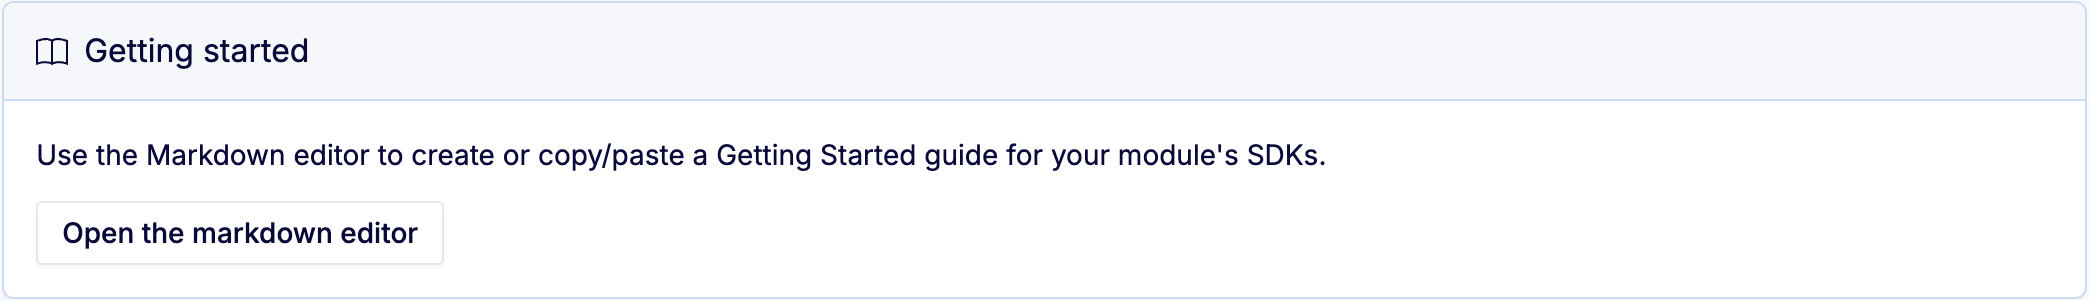 Getting started
Use the Markdown editor to create or copy/paste a Getting Started guide for your module's SDKs.
Open the markdown editor